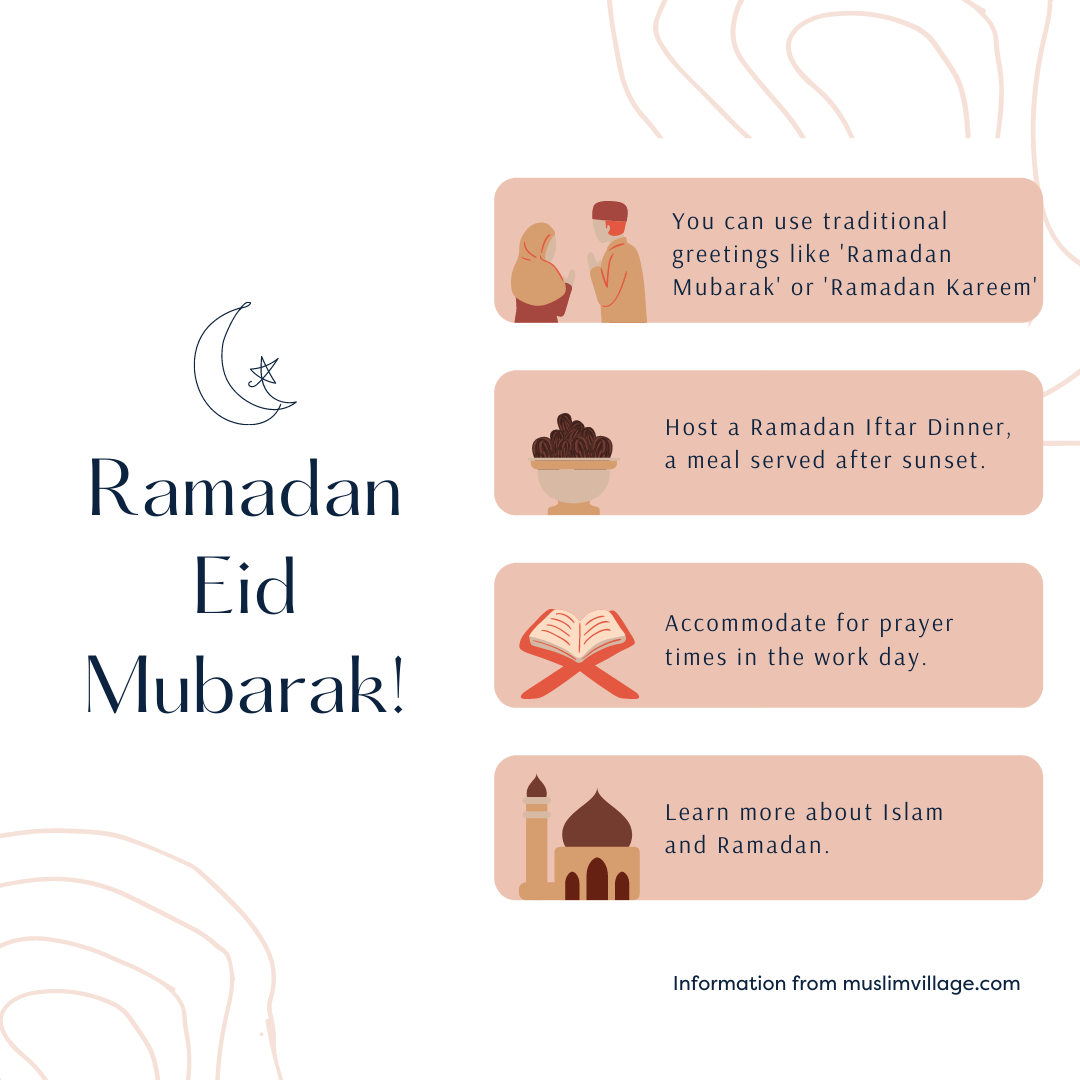 Ramadan
Eid
Mubarak!
You can use traditional
greetings like 'Ramadan
Mubarak' or 'Ramadan Kareem'
Host a Ramadan Iftar Dinner,
a meal served after sunset.
Accommodate for prayer
times in the work day.
Learn more about Islam
and Ramadan.
Information from muslimvillage.com